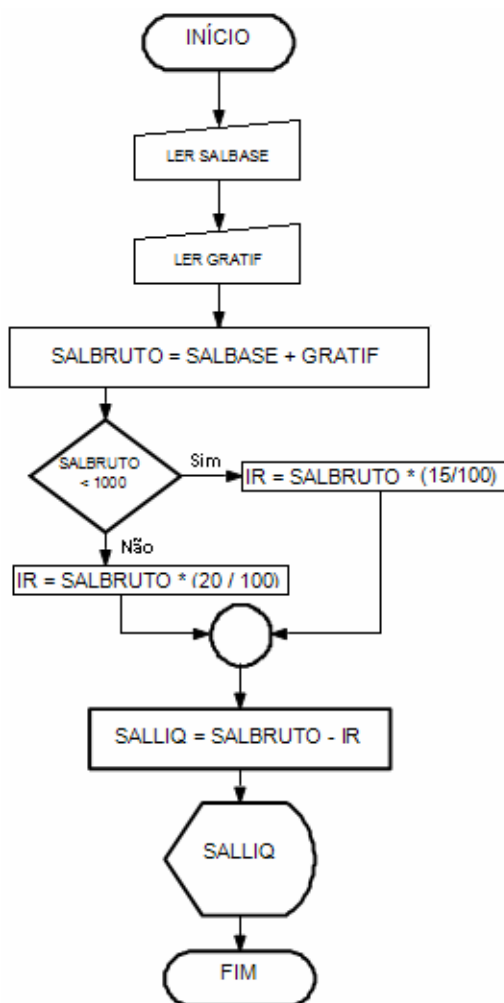 INÍCIO
LER SALBASE
LER GRATIF
SALBRUTO = SALBASE + GRATIF
SALBRUTO
< 1000
Sim
IR = SALBRUTO * (15/100)
Não
IR = SALBRUTO * (20 / 100)
SALLIQ = SALBRUTO - IR
SALLIQ
FIM